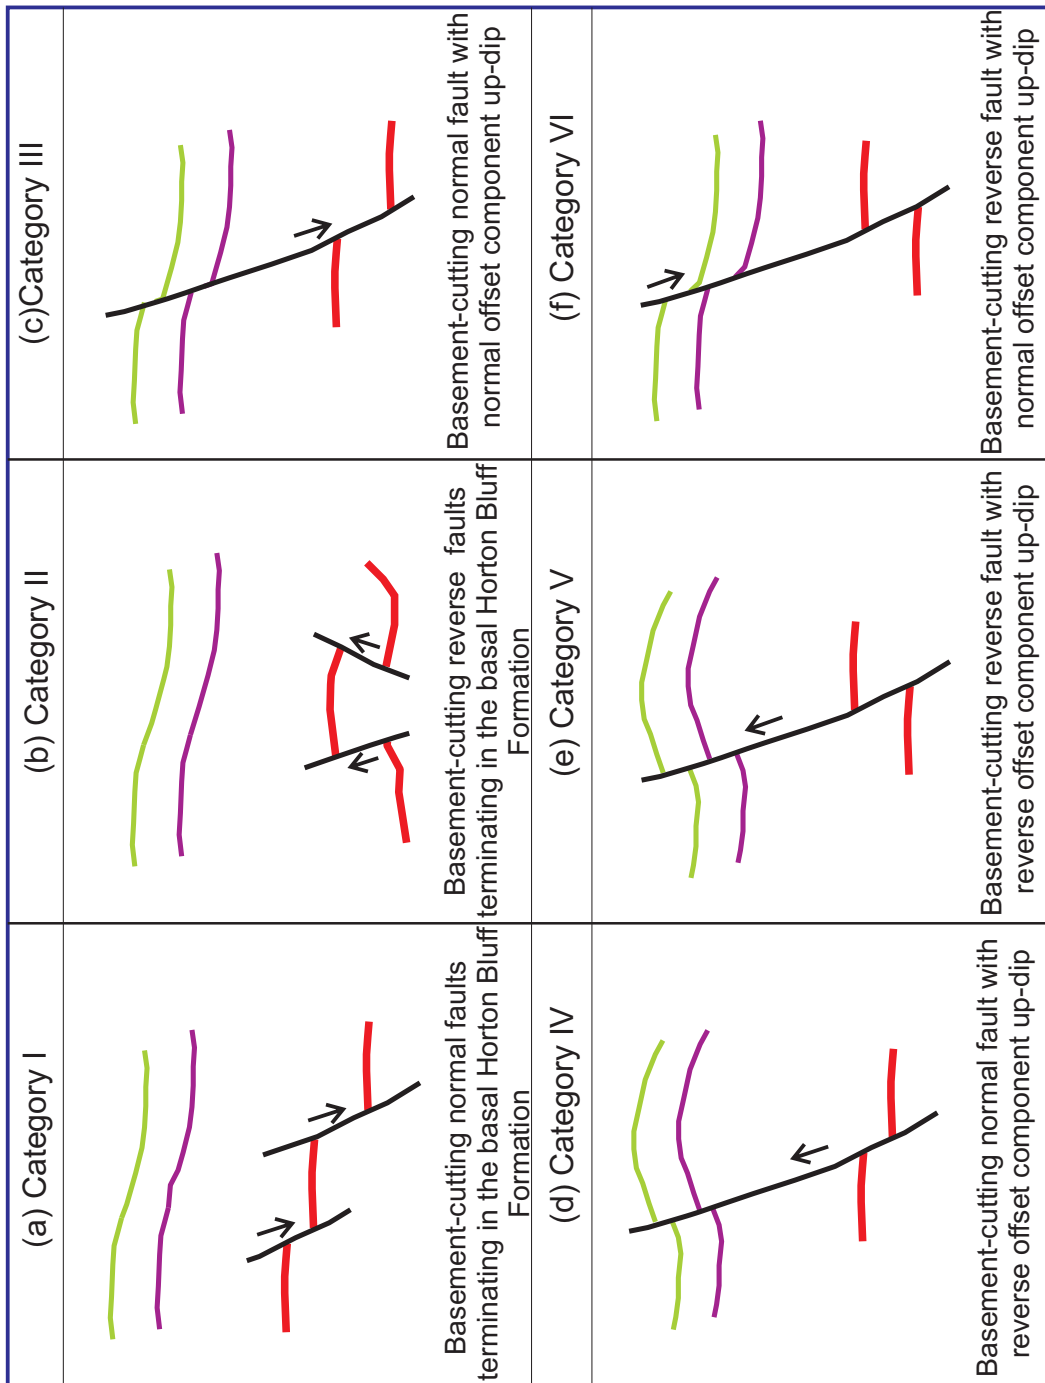 (a) Category I
Basement-cutting normal faults
terminating in the basal Horton Bluff
Formation
(b) Category II
Basement-cutting reverse faults
terminating in the basal Horton Bluff
Formation
(c)Category III
Basement-cutting normal fault with
normal offset component up-dip
(d) Category IV
Basement-cutting normal fault with
reverse offset component up-dip
(e) Category V
Basement-cutting reverse fault with
reverse offset component up-dip
(f) Category VI
Basement-cutting reverse fault with
normal offset component up-dip